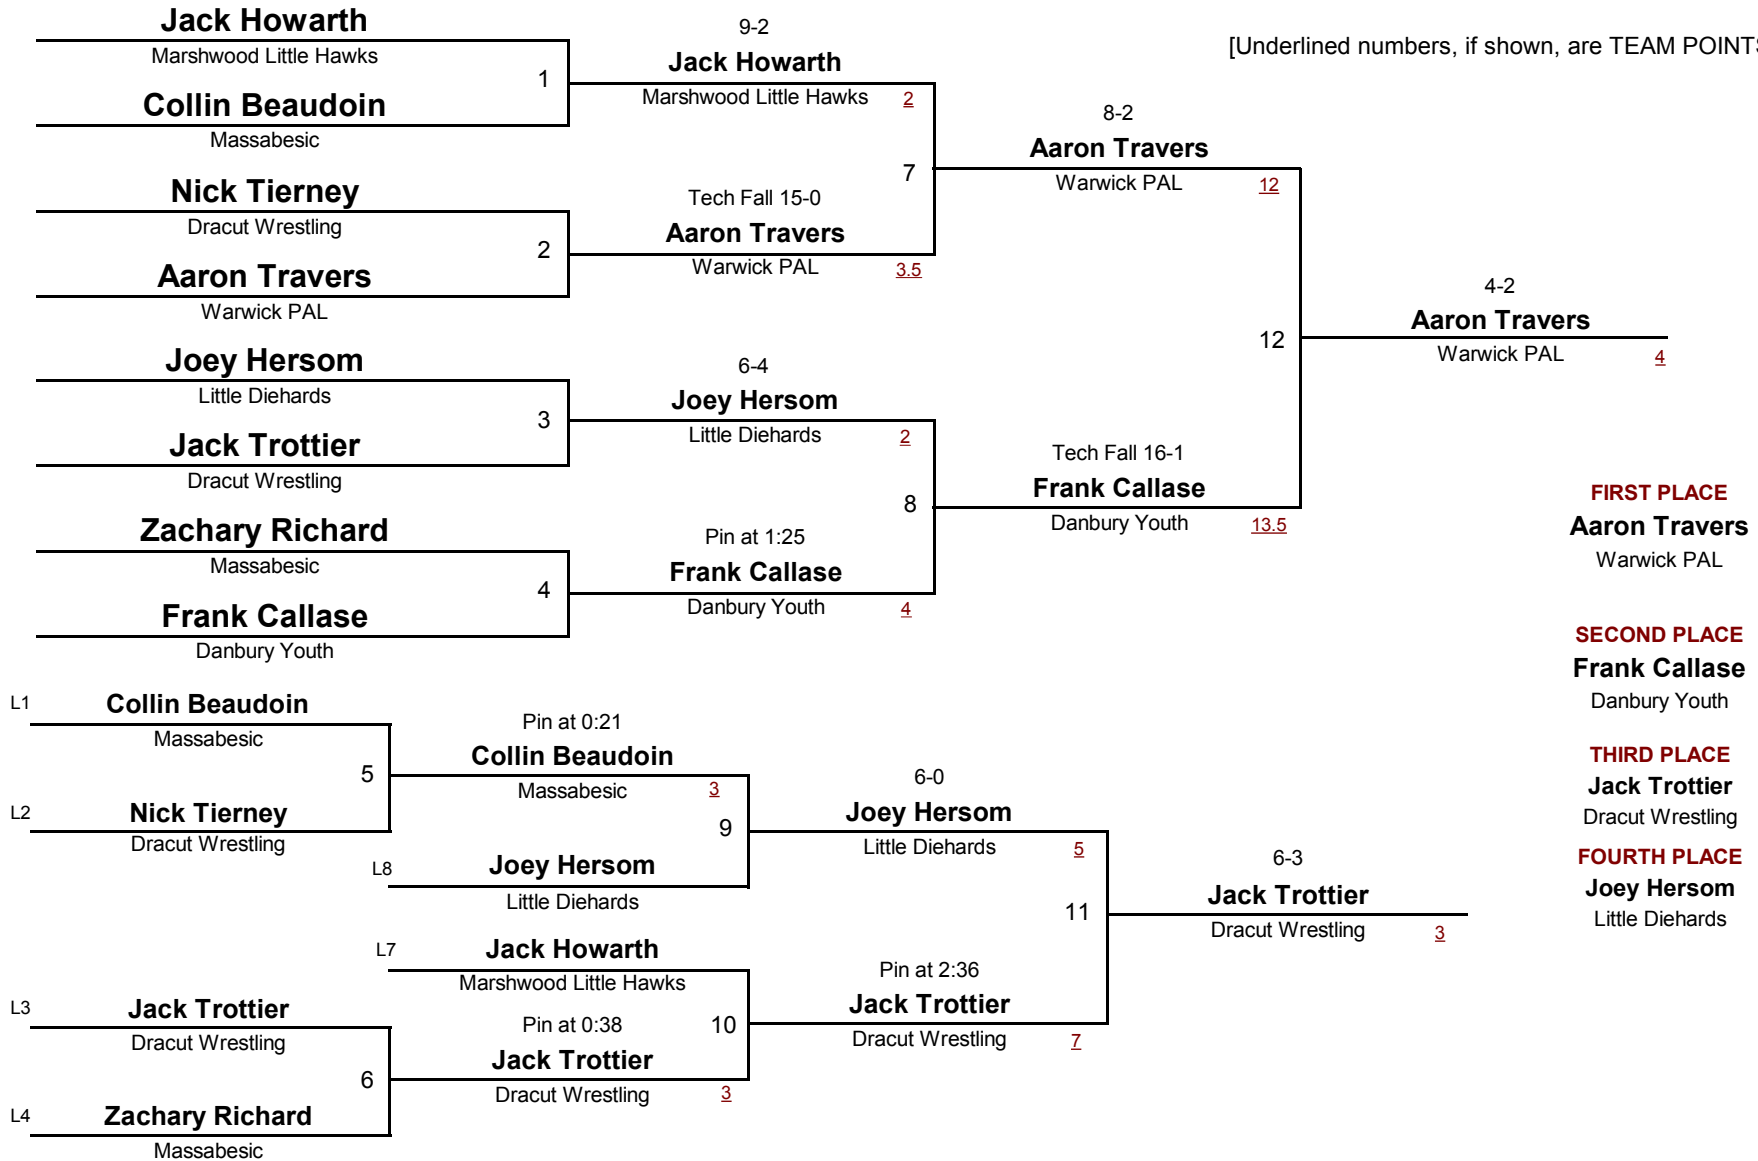 [Underlined numbers, if shown, are TEAM POINTS
Jack Howarth
Marshwood Little Hawks
1
Collin Beaudoin
Massabesic
Nick Tierney
Dracut Wrestling
2
Aaron Travers
Warwick PAL
Joey Hersom
Little Diehards
3
Jack Trottier
Dracut Wrestling
Zachary Richard
Massabesic
4
Frank Callase
Danbury Youth
9-2
Jack Howarth
Marshwood Little Hawks 2
7
Tech Fall 15-0
Aaron Travers
Warwick PAL 3.5
6-4
Joey Hersom
Little Diehards 2
8
Pin at 1:25
Frank Callase
Danbury Youth 4
8-2
Aaron Travers
Warwick PAL 12
12
Tech Fall 16-1
Frank Callase
Danbury Youth 13.5
4-2
Aaron Travers
Warwick PAL 4
FIRST PLACE
Aaron Travers
Warwick PAL
SECOND PLACE
Frank Callase
Danbury Youth
THIRD PLACE
Jack Trottier
Dracut Wrestling
FOURTH PLACE
Joey Hersom
Little Diehards
L1 Collin Beaudoin
Massabesic
5
L2 Nick Tierney
Dracut Wrestling
L3 Jack Trottier
Dracut Wrestling
6
L4 Zachary Richard
Massabesic
Pin at 0:21
Collin Beaudoin
Massabesic 3
9
L8 Joey Hersom
Little Diehards
L7 Jack Howarth
Marshwood Little Hawks
10
Pin at 0:38
Jack Trottier
Dracut Wrestling 3
6-0
Joey Hersom
Little Diehards 5
11
Pin at 2:36
Jack Trottier
Dracut Wrestling 7
6-3
Jack Trottier
Dracut Wrestling 3